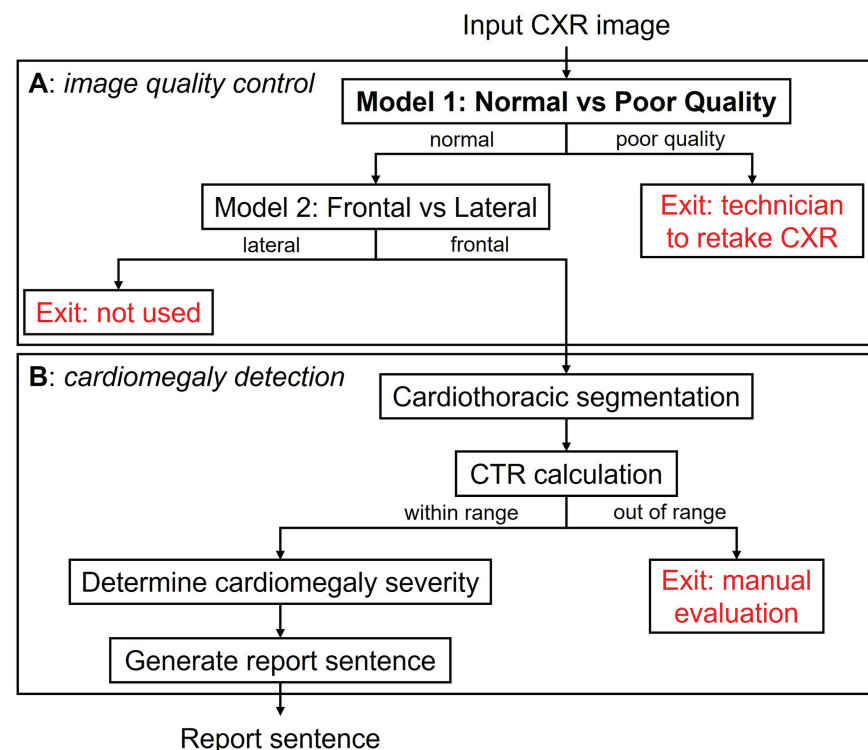 Input CXR image
A: image quality control
Model 1: Normal vs Poor Quality
normal
poor quality
Model 2: Frontal vs Lateral
Exit: technician
to retake CXR
lateral
frontal
Exit: not used
B: cardiomegaly detection
Cardiothoracic segmentation
CTR calculation
within range
out of range
Determine cardiomegaly severity
Exit: manual
evaluation
Generate report sentence
Report sentence